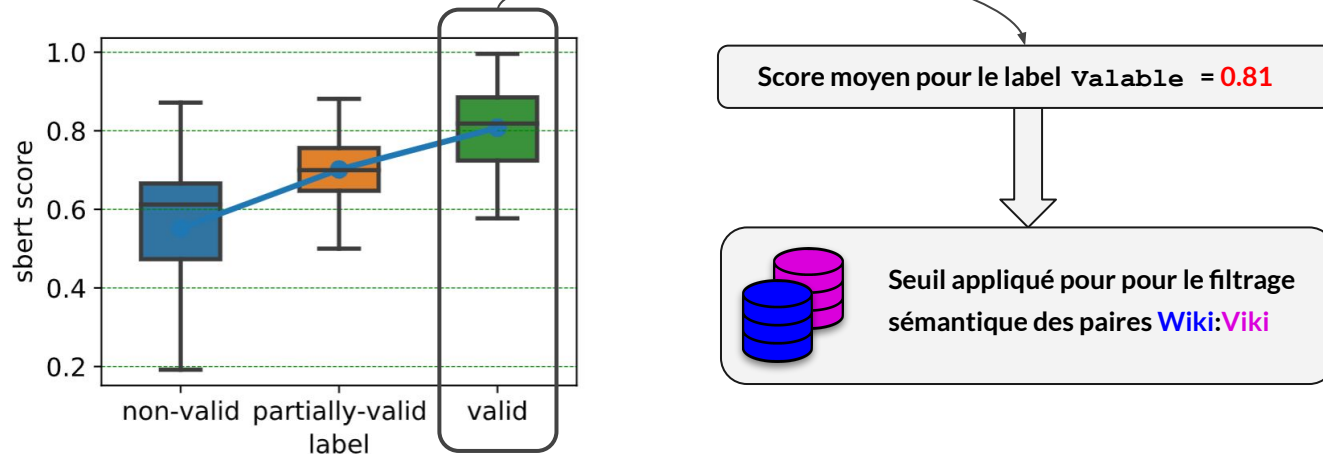 1.0
0.8
0.6
0.4
0.2
sbert score
non-valid partially-valid valid
label
Score moyen pour le label Valable = 0.81
Seuil appliqué pour pour le filtrage
sémantique des paires Wiki:Viki